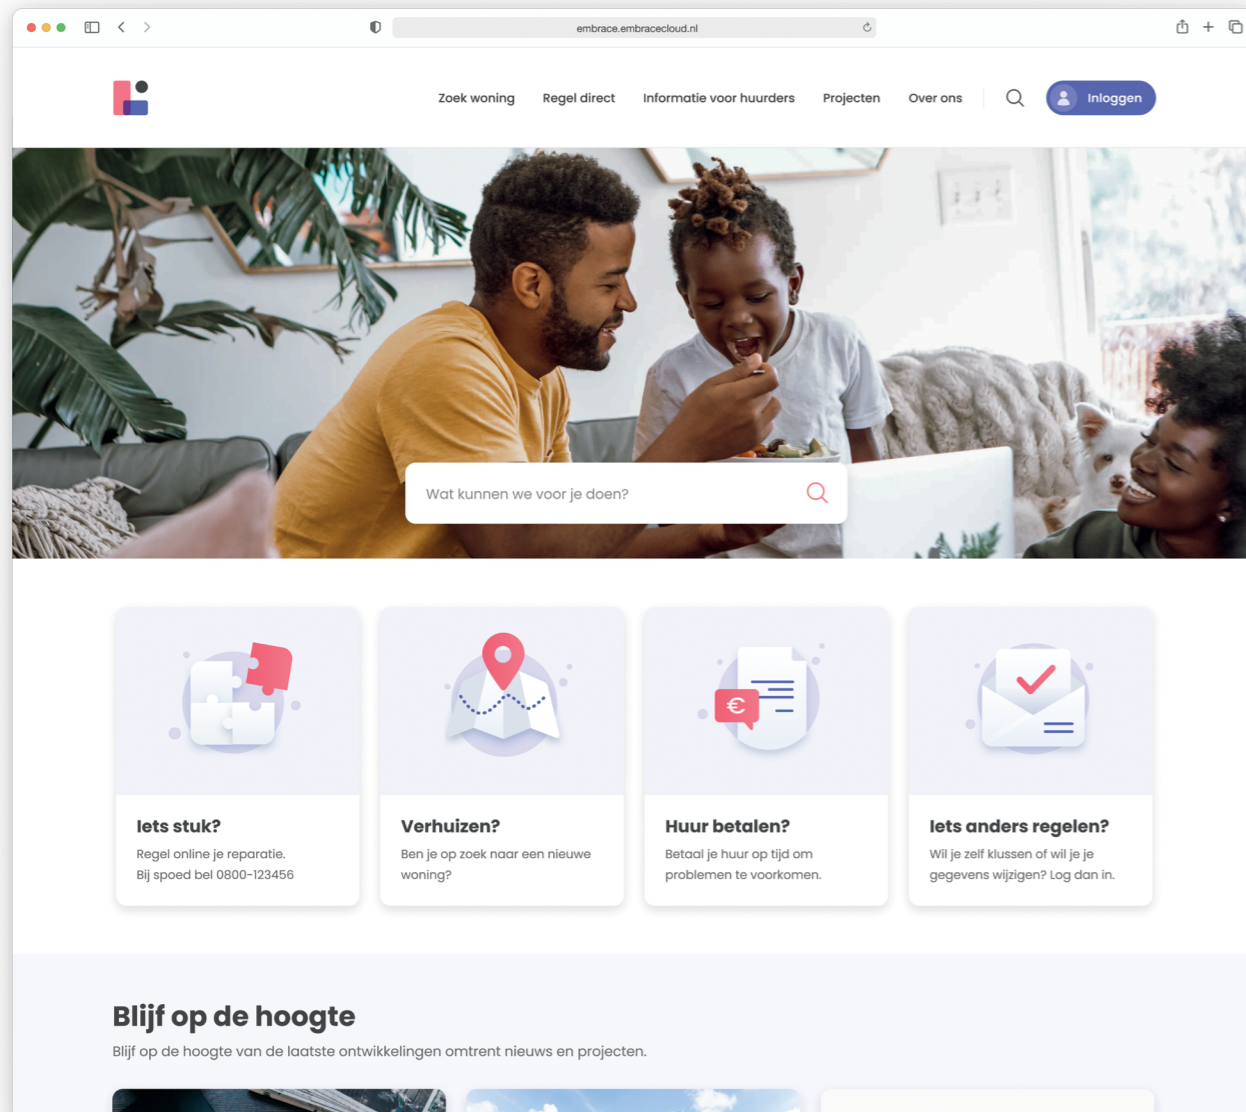 embrace.embracecloud.nl
Zoek woning
Regel direct
Informatie voor huurders
Projecten
Over ons
Inloggen
Wat kunnen we voor je doen?
Iets stuk?
Regel online je reparatie.
Bij spoed bel 0800-123456
Verhuizen?
Ben je op zoek naar een nieuwe
woning?
€
Huur betalen?
Betaal je huur op tijd om
problemen te voorkomen.
Iets anders regelen?
Wil je zelf klussen of wil je je
gegevens wijzigen? Log dan in.
Blijf op de hoogte
Blijf op de hoogte van de laatste ontwikkelingen omtrent nieuws en projecten.